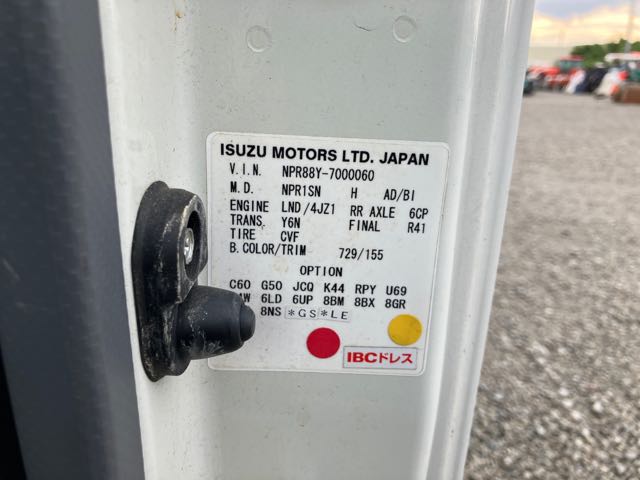 ISUZU MOTORS LTD. JAPAN
V.I.N. NPR88Y-7000060
M.D. NPR1SN H AD/BI
ENGINE LND/4JZ1 RR AXLE 6CP
TRANS. Y6N FINAL R41
TIRE CVF
B.COLOR/TRIM 729/155
OPTION
C60 G50 JCQ K44 RPY U69
6LD 6UP 8BM 8BX 8GR
8NS *GS*LE
IBCドレス